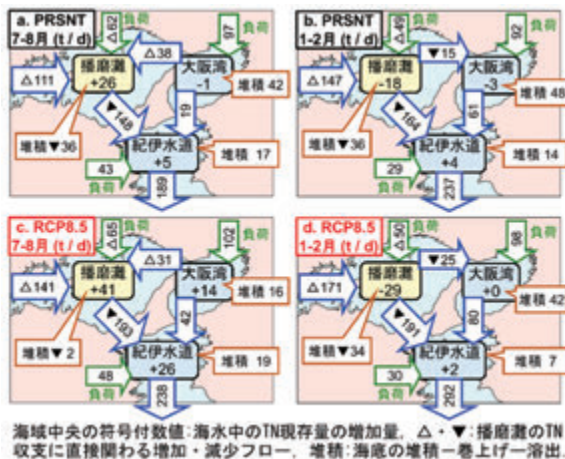 a. PRSNT
7-8月 (t / d)
負荷
△62
97
負荷
△38
播磨灘
+26
大阪湾
-1
△111
堆積 42
▼148
19
堆積▼36
紀伊水道
+5
堆積 17
43
負荷
189
b. PRSNT
1-2月 (t / d)
負荷
△49
92
負荷
▼15
播磨灘
-18
大阪湾
-3
△147
堆積 48
▼164
61
堆積▼36
紀伊水道
+4
堆積 14
29
負荷
237
c. RCP8.5
7-8月 (t / d)
負荷
△65
102
負荷
△31
播磨灘
+41
大阪湾
+14
△141
堆積 16
▼193
42
堆積▼ 2
紀伊水道
+26
堆積 19
48
負荷
238
d. RCP8.5
1-2月 (t / d)
負荷
△50
98
負荷
▼25
播磨灘
-29
大阪湾
+0
△171
堆積 42
▼191
80
堆積▼34
紀伊水道
+2
堆積 7
30
負荷
292
海域中央の符号付数値:海水中のTN現存量の増加量, △・▼:播磨灘のTN
収支に直接関わる増加・減少フロー, 堆積:海底の堆積ー巻上げー溶出.